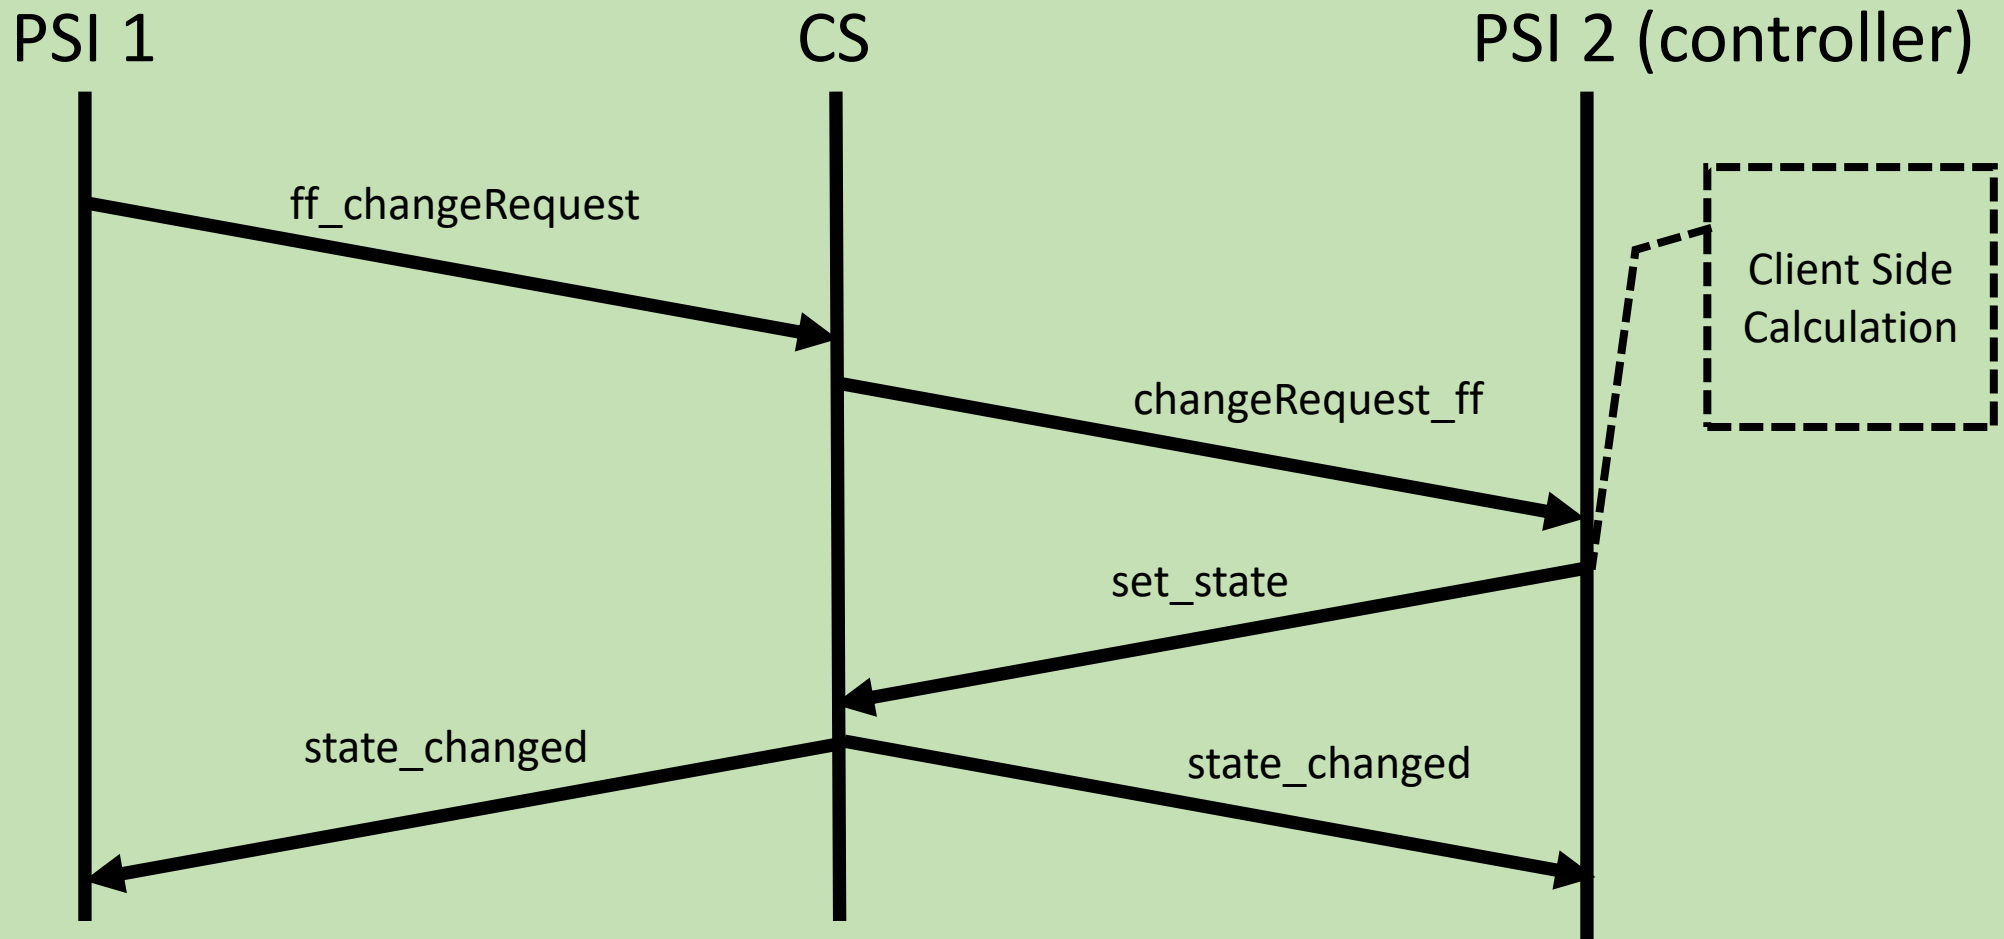 PSI 1
CS
PSI 2 (controller)
ff_changeRequest
Client Side
Calculation
changeRequest_ff
set_state
state_changed
state_changed